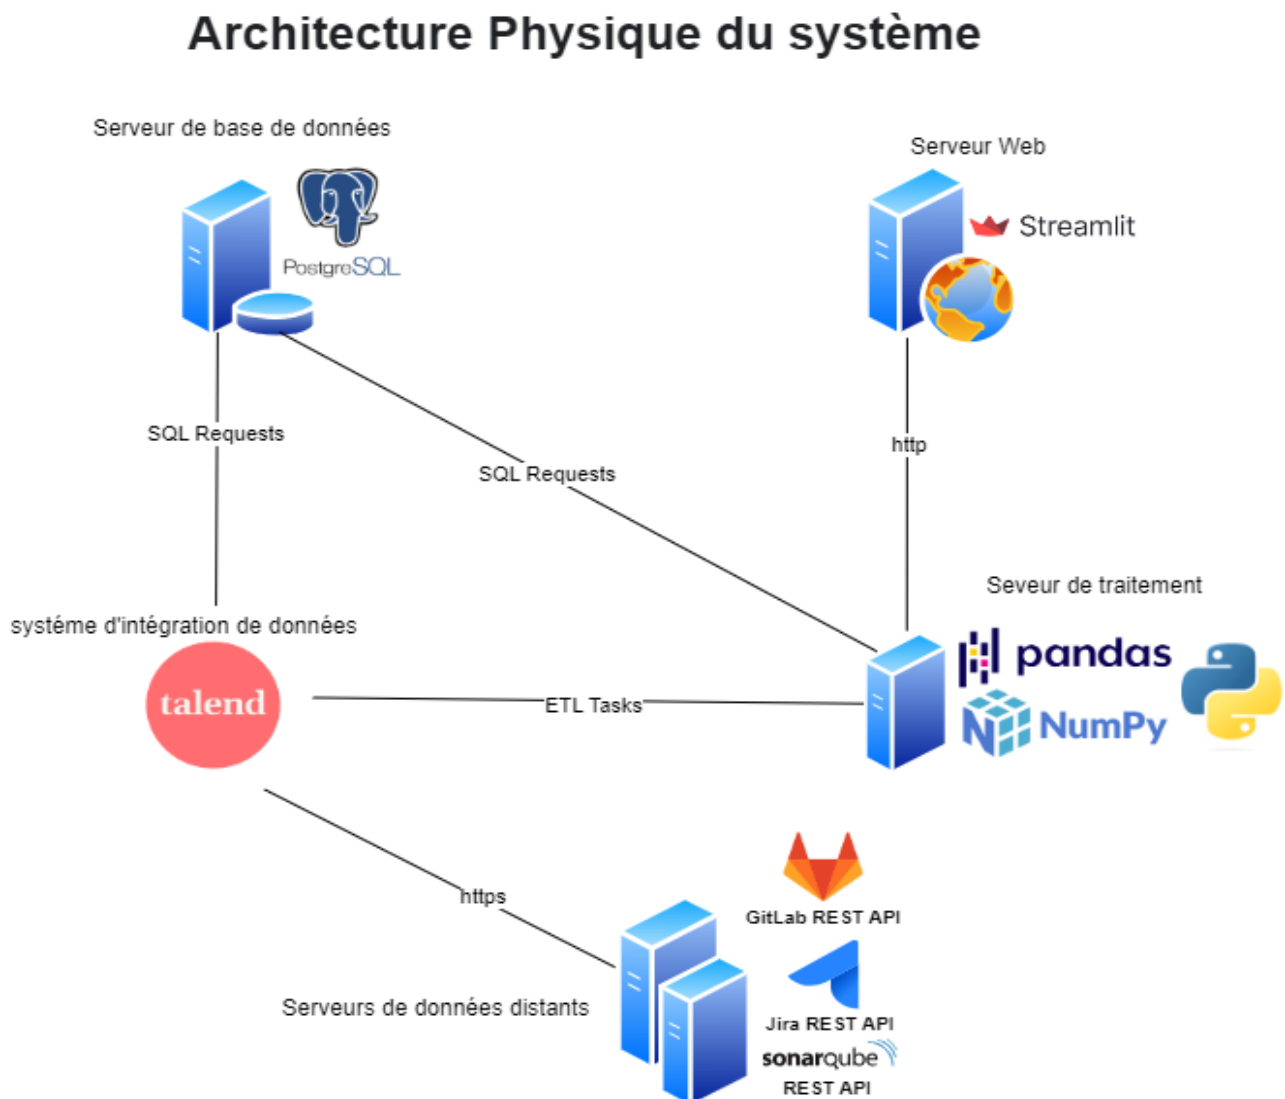 Architecture Physique du système
Serveur de base de données
PostgreSQL
Serveur Web
Streamlit
SQL Requests
SQL Requests
http
Seveur de traitement
systéme d'intégration de données
pandas
talend
ETL Tasks
NumPy
https
GitLab REST API
Serveurs de données distants
Jira REST API
sonarqube
REST API